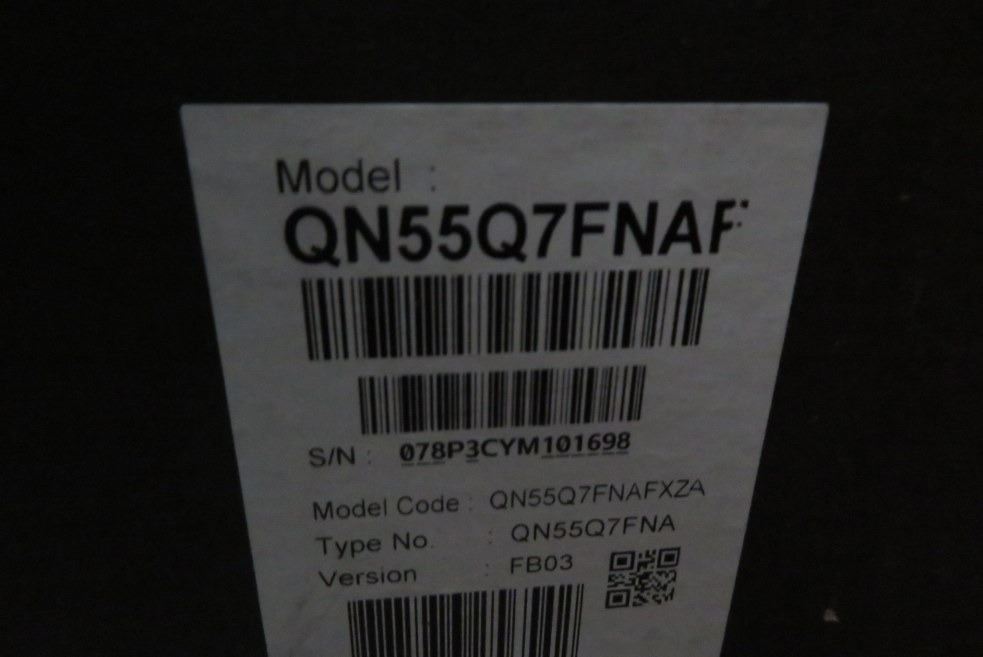 Model :
QN55Q7FNAF
S/N : 078P3CYM101698
Model Code : QN55Q7FNAFXZA
Type No. : QN55Q7FNA
Version : FB03